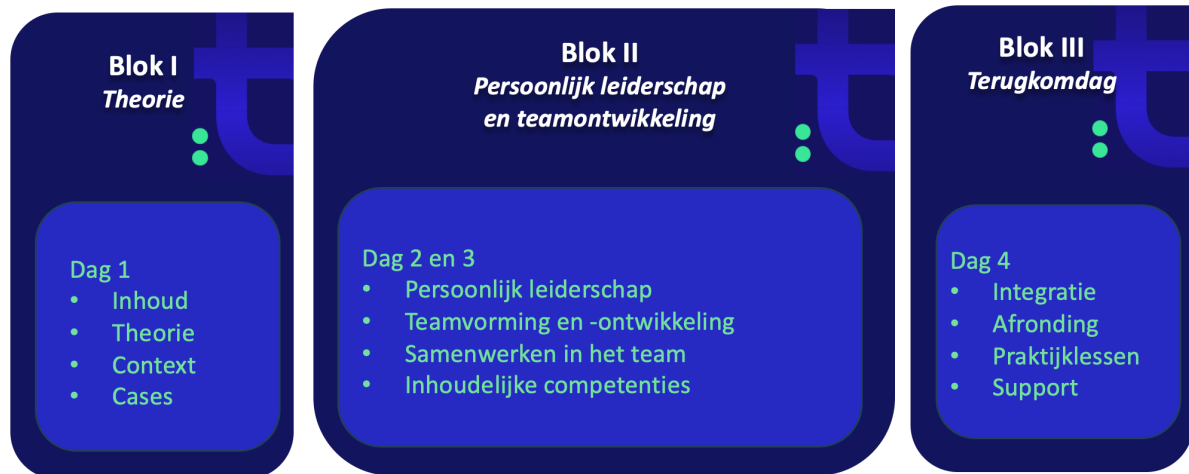 Blok I
Theorie
Dag 1
• Inhoud
• Theorie
• Context
• Cases
Blok II
Persoonlijk leiderschap
en teamontwikkeling
Dag 2 en 3
• Persoonlijk leiderschap
• Teamvorming en -ontwikkeling
• Samenwerken in het team
• Inhoudelijke competenties
Blok III
Terugkomdag
Dag 4
• Integratie
• Afronding
• Praktijklessen
• Support